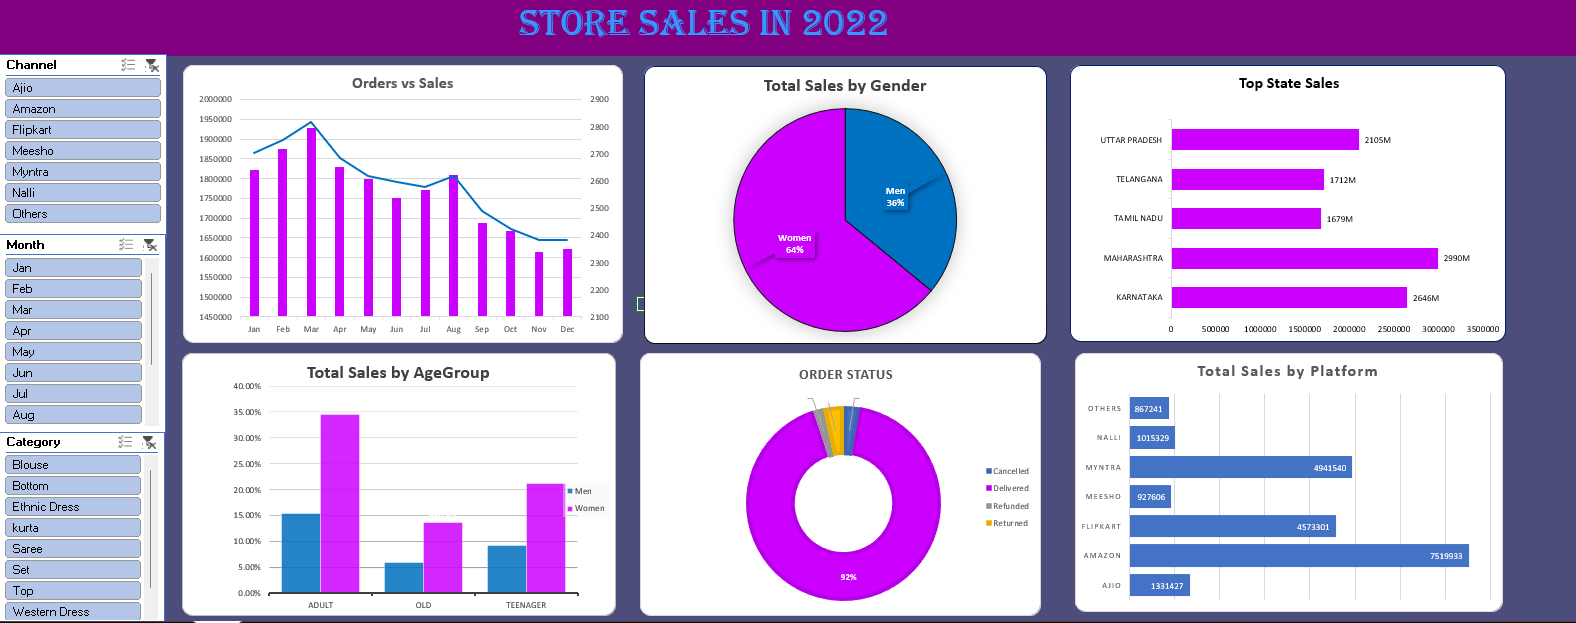 STORE SALES IN 2022
Channel
Ajio
Amazon
Flipkart
Meesho
Myntra
Nalli
Others
Month
Jan
Feb
Mar
Apr
May
Jun
Jul
Aug
Category
Blouse
Bottom
Ethnic Dress
kurta
Saree
Set
Top
Western Dress
Orders vs Sales
2000000
1950000
1900000
1850000
1800000
1750000
1700000
1650000
1600000
1550000
1500000
1450000
2900
2800
2700
2600
2500
2400
2300
2200
2100
Jan Feb Mar Apr May Jun Jul Aug Sep Oct Nov Dec
Total Sales by Gender
Men
36%
Women
64%
Top State Sales
UTTAR PRADESH 2105M
TELANGANA 1712M
TAMIL NADU 1679M
MAHARASHTRA 2990M
KARNATAKA 2646M
0 500000 1000000 1500000 2000000 2500000 3000000 3500000
Total Sales by AgeGroup
40.00%
35.00%
30.00%
25.00%
20.00%
15.00%
10.00%
5.00%
0.00%
ADULT OLD TEENAGER
Men
Women
ORDER STATUS
92%
Cancelled
Delivered
Refunded
Returned
Total Sales by Platform
OTHERS 867241
NALLI 1015329
MYNTRA 4941540
MEESHO 927606
FLIPKART 4573301
AMAZON 7519933
AJIO 1331427